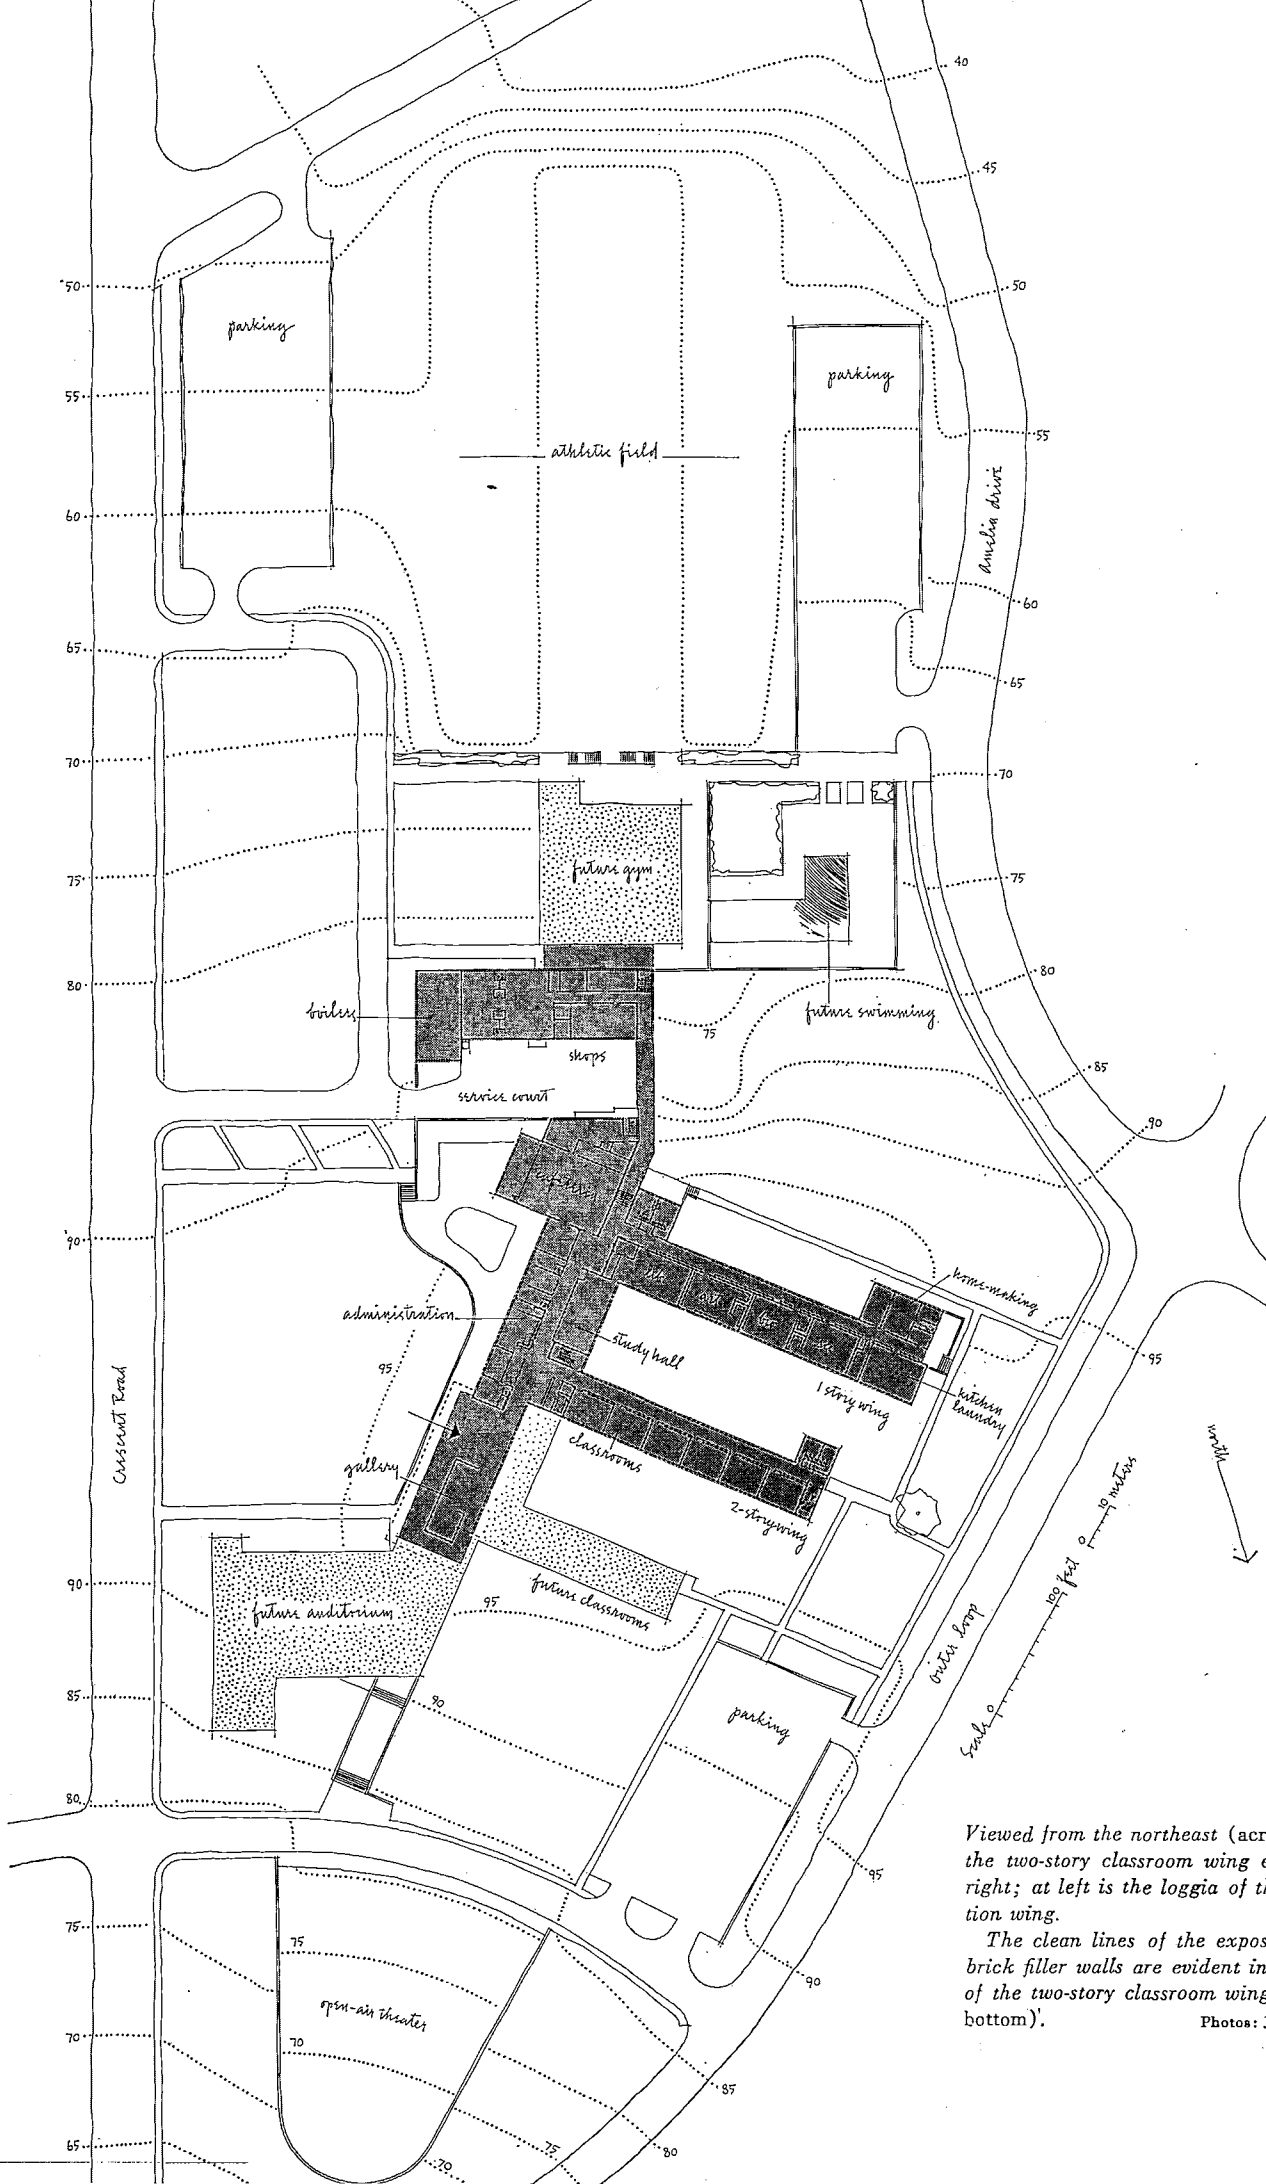 40
45
50
50
parking
parking
55
55
athletic field
amelia drive
60
60
65
65
70
70
future gym
75
75
80
80
boilers
future swimming
shops
75
service court
85
90
90
home-making
administration
study hall
95
95
kitchen
laundry
1 story wing
Crescent Road
classrooms
north
gallery
2-story wing
10 meters
0
100 feet
90
future classrooms
95
future auditorium
outer loop
85
90
parking
Scale 0
80
Viewed from the northeast (acr
the two-story classroom wing e
right; at left is the loggia of th
tion wing.
The clean lines of the expos
brick filler walls are evident in
of the two-story classroom wing
bottom).
Photos:
95
75
75
90
open-air theater
70
70
85
65
70
75
80